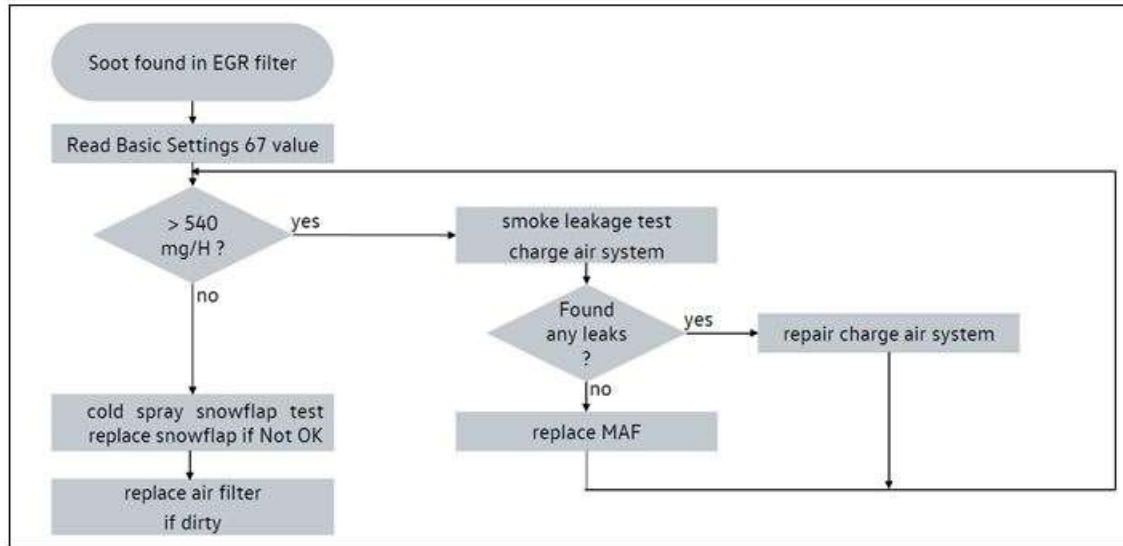 Soot found in EGR filter
Read Basic Settings 67 value
> 540
mg/H ?
yes
no
smoke leakage test
charge air system
Found
any leaks
?
yes
no
repair charge air system
replace MAF
cold spray snowflap test
replace snowflap if Not OK
replace air filter
if dirty